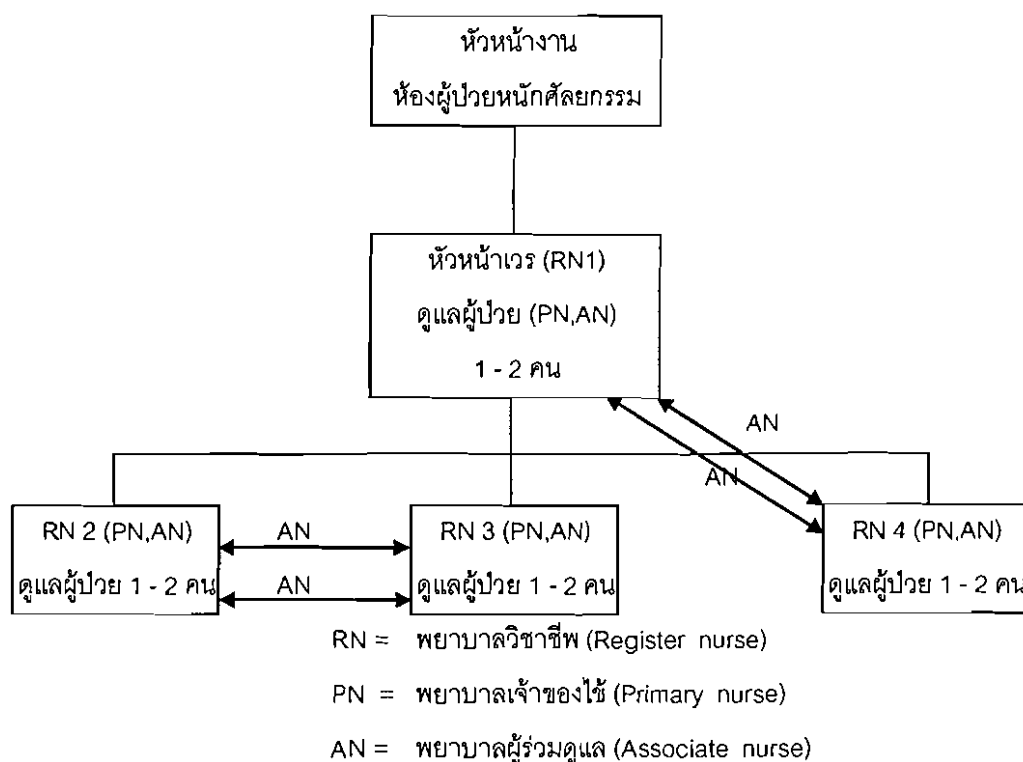 หัวหน้างาน
ห้องผู้ป่วยหนักศัลยกรรม
หัวหน้าเวร (RN1)
ดูแลผู้ป่วย (PN,AN)
1 - 2 คน
AN
AN
RN 2 (PN,AN)
ดูแลผู้ป่วย 1 - 2 คน
AN
AN
RN 3 (PN,AN)
ดูแลผู้ป่วย 1 - 2 คน
RN 4 (PN,AN)
ดูแลผู้ป่วย 1 - 2 คน
RN = พยาบาลวิชาชีพ (Register nurse)
PN = พยาบาลเจ้าของไช้ (Primary nurse)
AN = พยาบาลผู้ร่วมดูแล (Associate nurse)